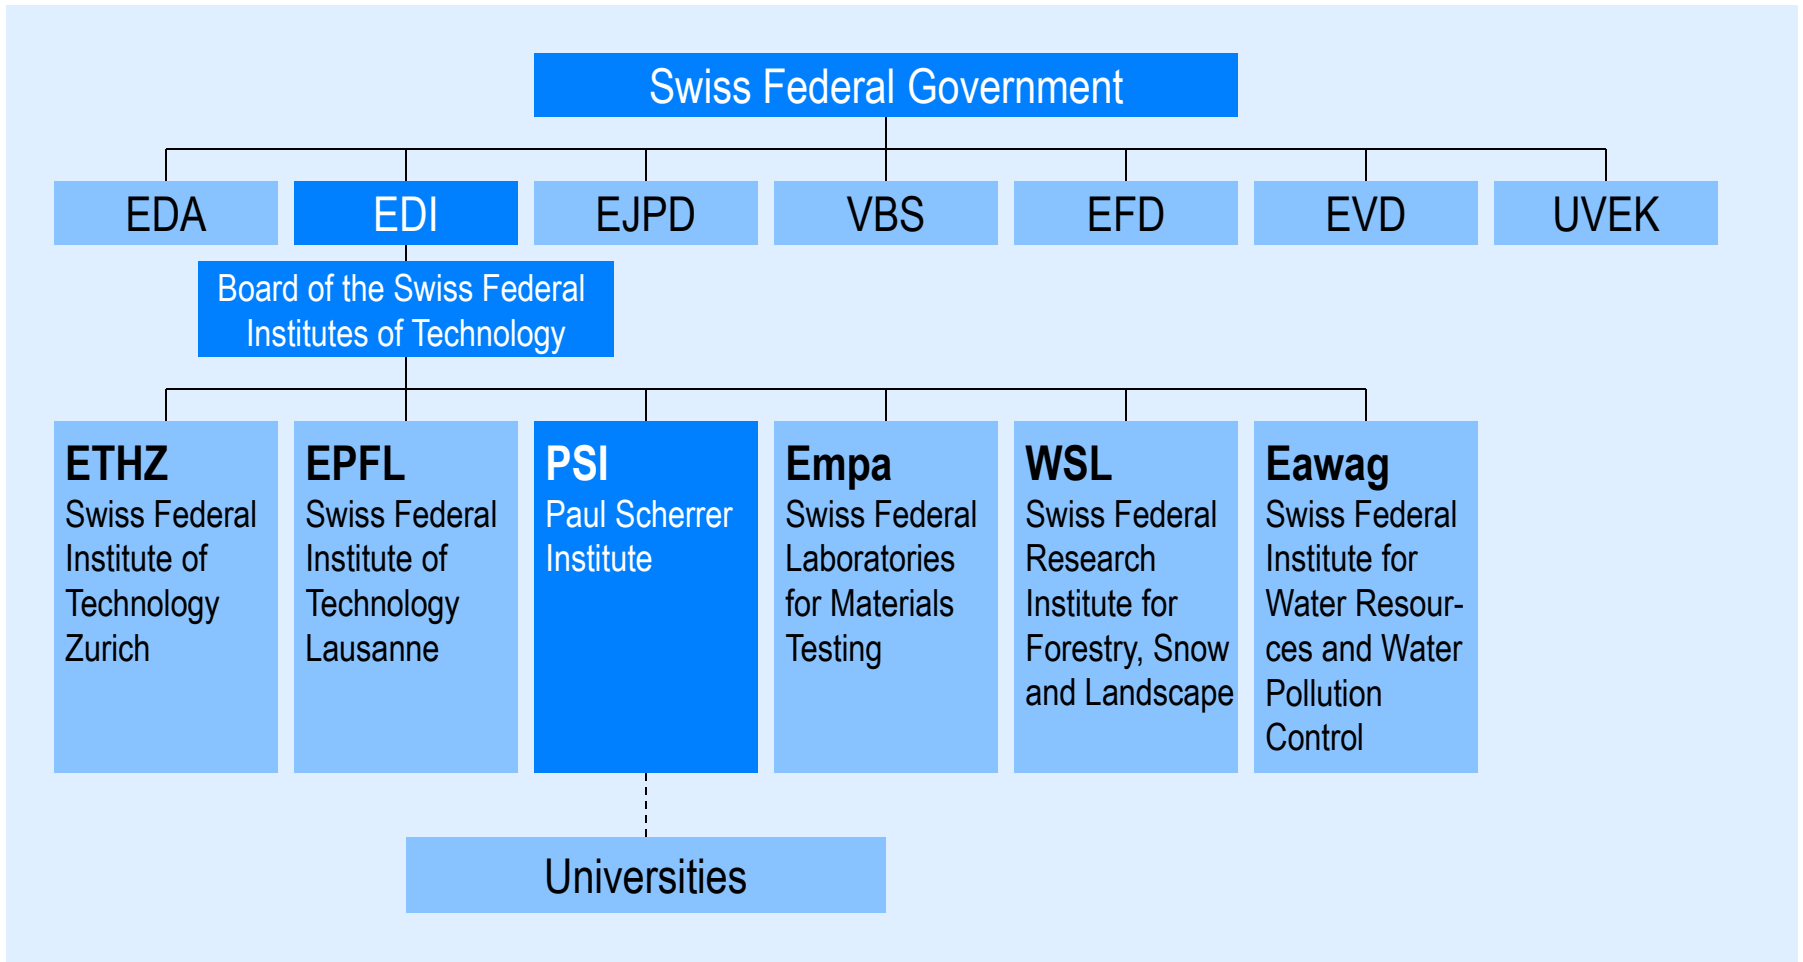 Swiss Federal Government
EDA
EDI
EJPD
VBS
EFD
EVD
UVEK
Board of the Swiss Federal
Institutes of Technology
ETHZ
Swiss Federal
Institute of
Technology
Zurich
EPFL
Swiss Federal
Institute of
Technology
Lausanne
PSI
Paul Scherrer
Institute
Empa
Swiss Federal
Laboratories
for Materials
Testing
WSL
Swiss Federal
Research
Institute for
Forestry, Snow
and Landscape
Eawag
Swiss Federal
Institute for
Water Resour-
ces and Water
Pollution
Control
Universities